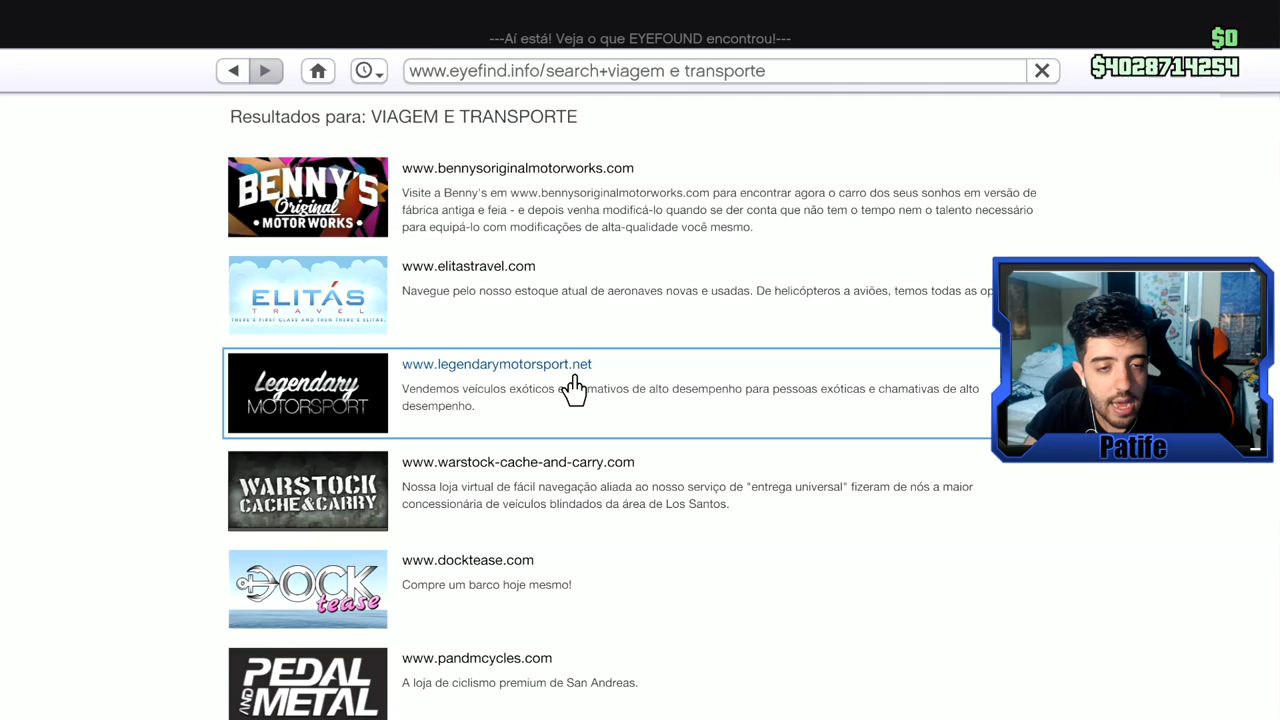 ---Aí está! Veja o que EYEFOUND encontrou!---
$0
$4028714254
www.eyefind.info/search+viagem e transporte
Resultados para: VIAGEM E TRANSPORTE
BENNY'S
Original
MOTOR WORKS
www.bennysoriginalmotorworks.com
Visite a Benny's em www.bennysoriginalmotorworks.com para encontrar agora o carro dos seus sonhos em versão de
fábrica antiga e feia - e depois venha modificá-lo quando se der conta que não tem o tempo nem o talento necessário
para equipá-lo com modificações de alta-qualidade você mesmo.
ELITÁS
TRAVEL
THERE'S FIRST CLASS AND THEN THERE'S ELITAS.
www.elitastravel.com
Navegue pelo nosso estoque atual de aeronaves novas e usadas. De helicópteros a aviões, temos todas as op
Legendary
MOTORSPORT
www.legendarymotorsport.net
Vendemos veículos exóticos e amativos de alto desempenho para pessoas exóticas e chamativas de alto
desempenho.
Patife
WARSTOCK
CACHE&CARRY
www.warstock-cache-and-carry.com
Nossa loja virtual de fácil navegação aliada ao nosso serviço de "entrega universal" fizeram de nós a maior
concessionária de veículos blindados da área de Los Santos.
DOCK
tease
www.docktease.com
Compre um barco hoje mesmo!
PEDAL
AND METAL
www.pandmcycles.com
A loja de ciclismo premium de San Andreas.